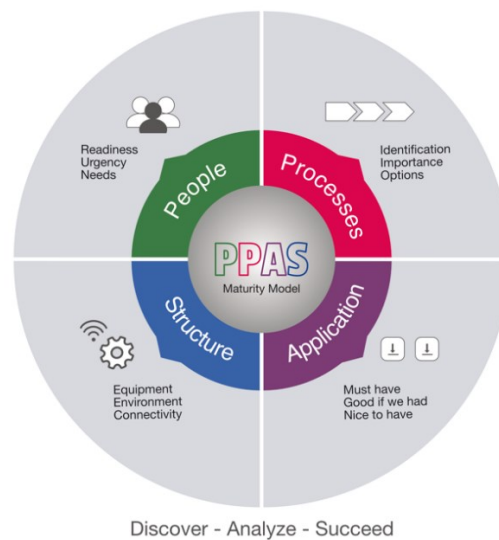 Readiness
Urgency
Needs
People
Identification
Importance
Options
Processes
PPAS
Maturity Model
Structure
Equipment
Environment
Connectivity
Application
Must have
Good if we had
Nice to have
Discover - Analyze - Succeed